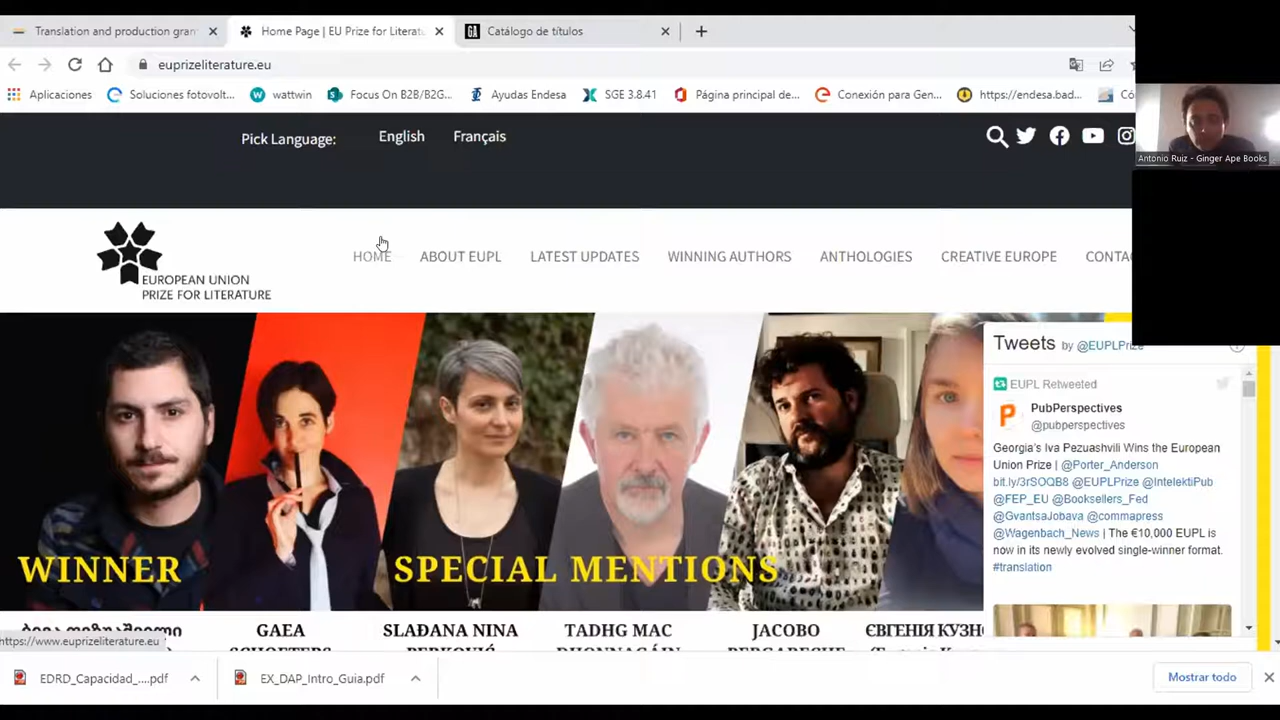 Translation and production gran
Home Page | EU Prize for Literatu
GA
Catálogo de títulos
euprizeliterature.eu
Aplicaciones
Soluciones fotovolt...
wattwin
Focus On B2B/B2G...
Ayudas Endesa
SGE 3.8.41
Página principal de...
Conexión para Gen...
https://endesa.bad...
Có
Pick Language:
English
Français
Antonio Ruiz - Ginger Ape Books
HOME
ABOUT EUPL
LATEST UPDATES
WINNING AUTHORS
ANTHOLOGIES
CREATIVE EUROPE
CONTAC
EUROPEAN UNION
PRIZE FOR LITERATURE
Tweets by @EUPLPrize
EUPL Retweeted
PubPerspectives
@pubperspectives
Georgia's Iva Pezuashvili Wins the European
Union Prize | @Porter_Anderson
bit.ly/3rSOQB8 @EUPLPrize @IntelektiPub
@FEP_EU @Booksellers_Fed
@GvantsaJobava @commapress
@Wagenbach_News | The €10,000 EUPL is
now in its newly evolved single-winner format.
#translation
WINNER
SPECIAL MENTIONS
GAEA
SLAĐANA NINA
TADHG MAC
JACOBO
ЄВГЕНІЯ КУЗНО
https://www.euprizeliterature.eu
EDRD_Capacidad_....pdf
EX_DAP_Intro_Guia.pdf
Mostrar todo